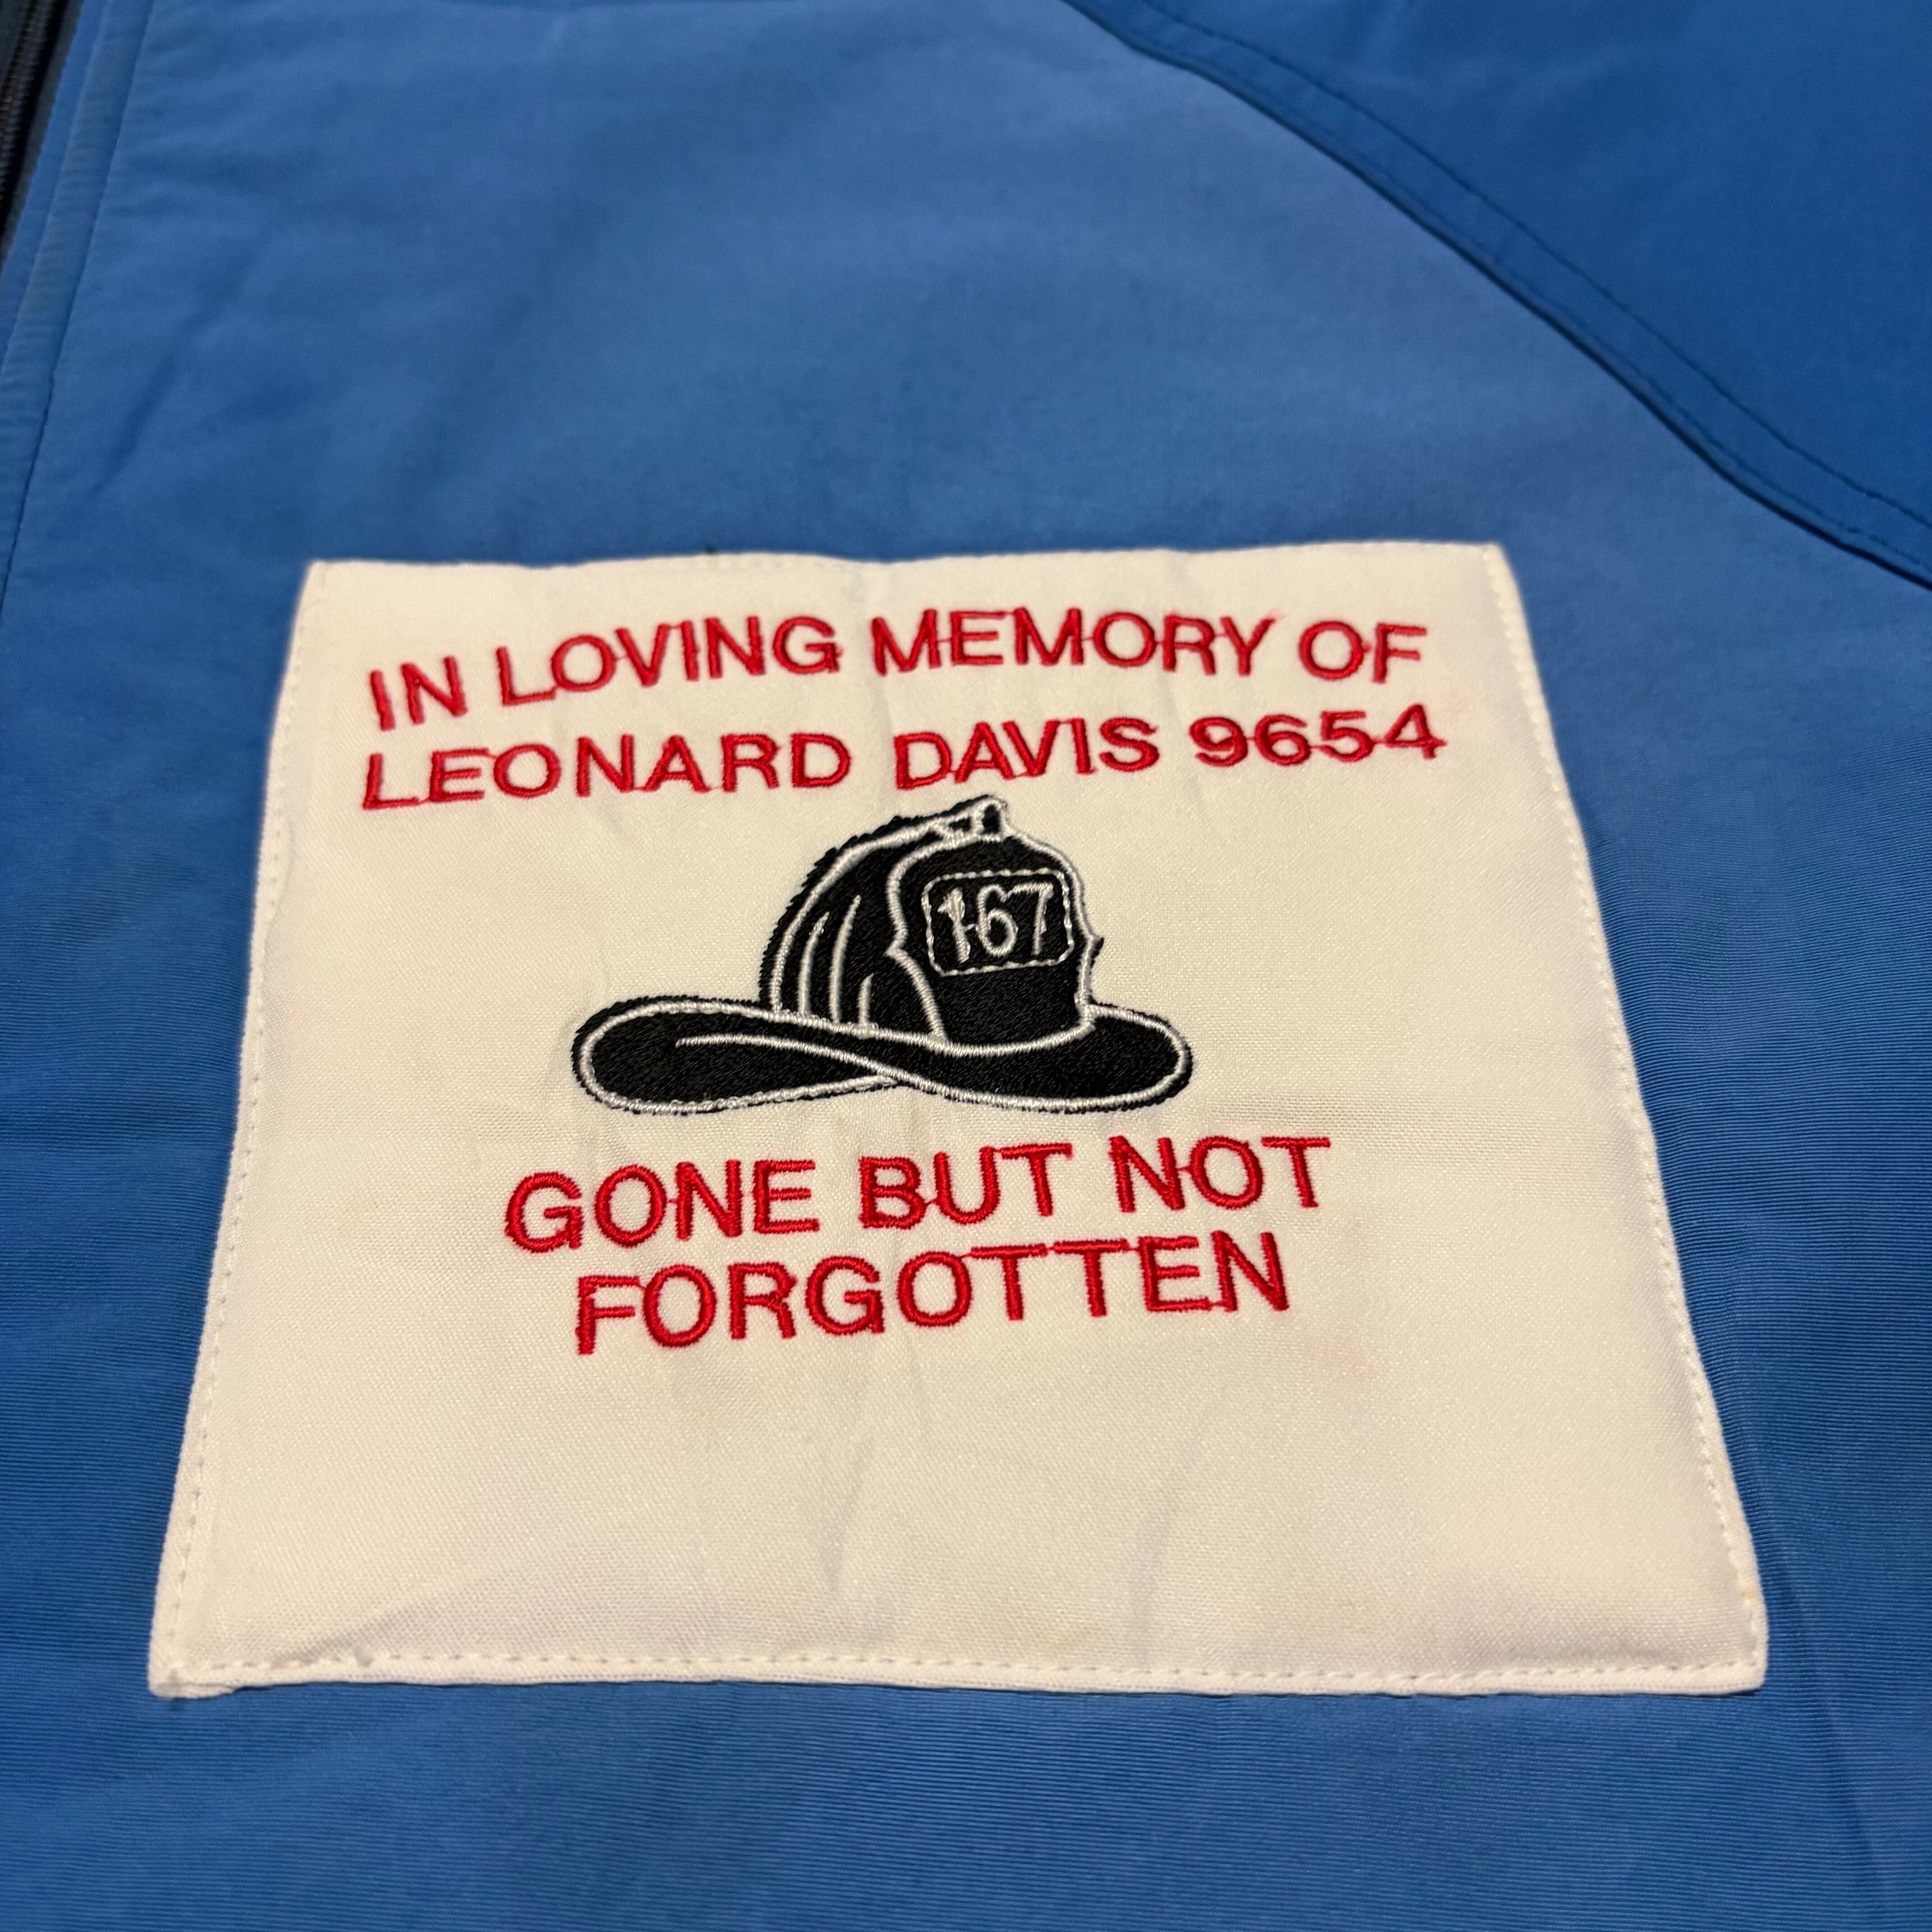 IN LOVING MEMORY OF
LEONARD DAVIS 9654
167
GONE BUT NOT
FORGOTTEN